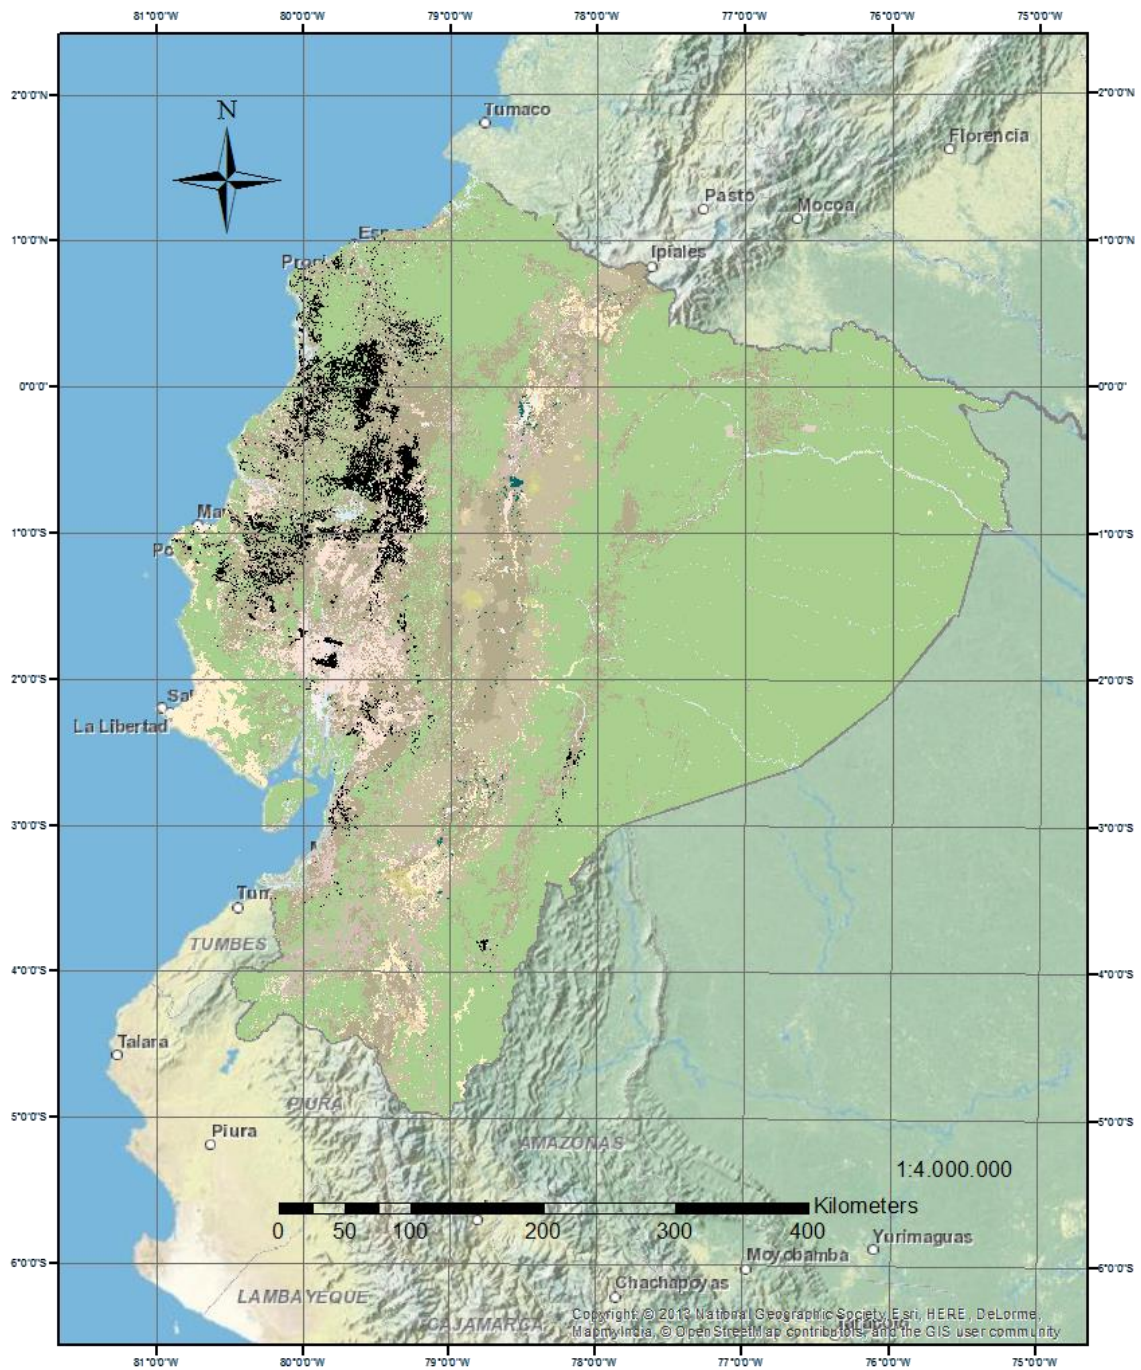 81°0'0"W 80°0'0"W 79°0'0"W 78°0'0"W 77°0'0"W 76°0'0"W 75°0'0"W
2°0'0"N 2°0'0"N
N
Tumaco
Florencia
Pasto
Mocoa
1°0'0"N 1°0'0"N
Ipiales
0°0'0" 0°0'0"
Ma
1°0'0"S 1°0'0"S
Po
2°0'0"S 2°0'0"S
Sal
La Libertad
3°0'0"S 3°0'0"S
Tum
TUMBES
4°0'0"S 4°0'0"S
Talara
PIURA
5°0'0"S 5°0'0"S
Piura
AMAZONAS
1:4.000.000
Kilometers
0 50 100 200 300 400
Yurimaguas
Moyobamba
6°0'0"S 6°0'0"S
Chachapoyas
LAMBAYEQUE
CAJAMARCA
Copyright: © 2013 National Geographic Society, Esri, HERE, DeLorme,
MapmyIndia, © OpenStreetMap contributors, and the GIS user community
81°0'0"W 80°0'0"W 79°0'0"W 78°0'0"W 77°0'0"W 76°0'0"W 75°0'0"W